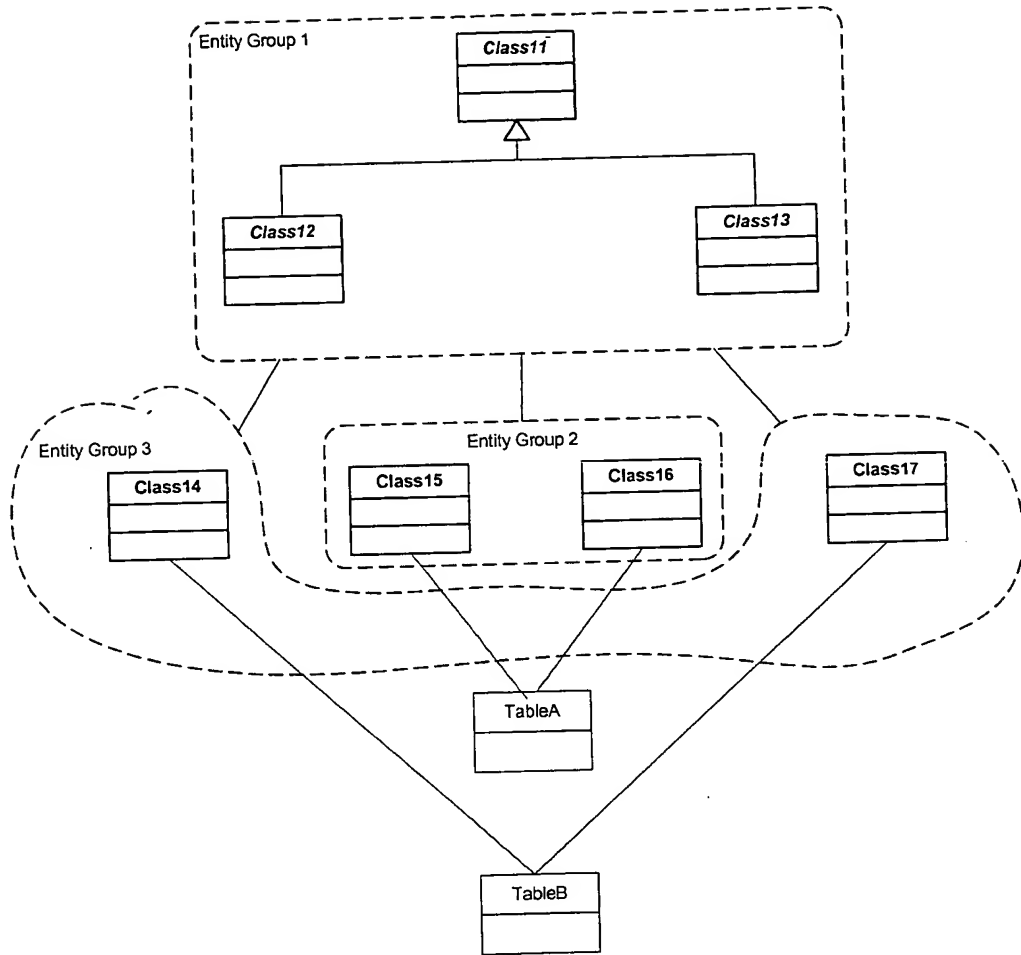 Entity Group 1
Class11
Class12
Class13
Entity Group 2
Entity Group 3
Class14
Class15
Class16
Class17
TableA
TableB